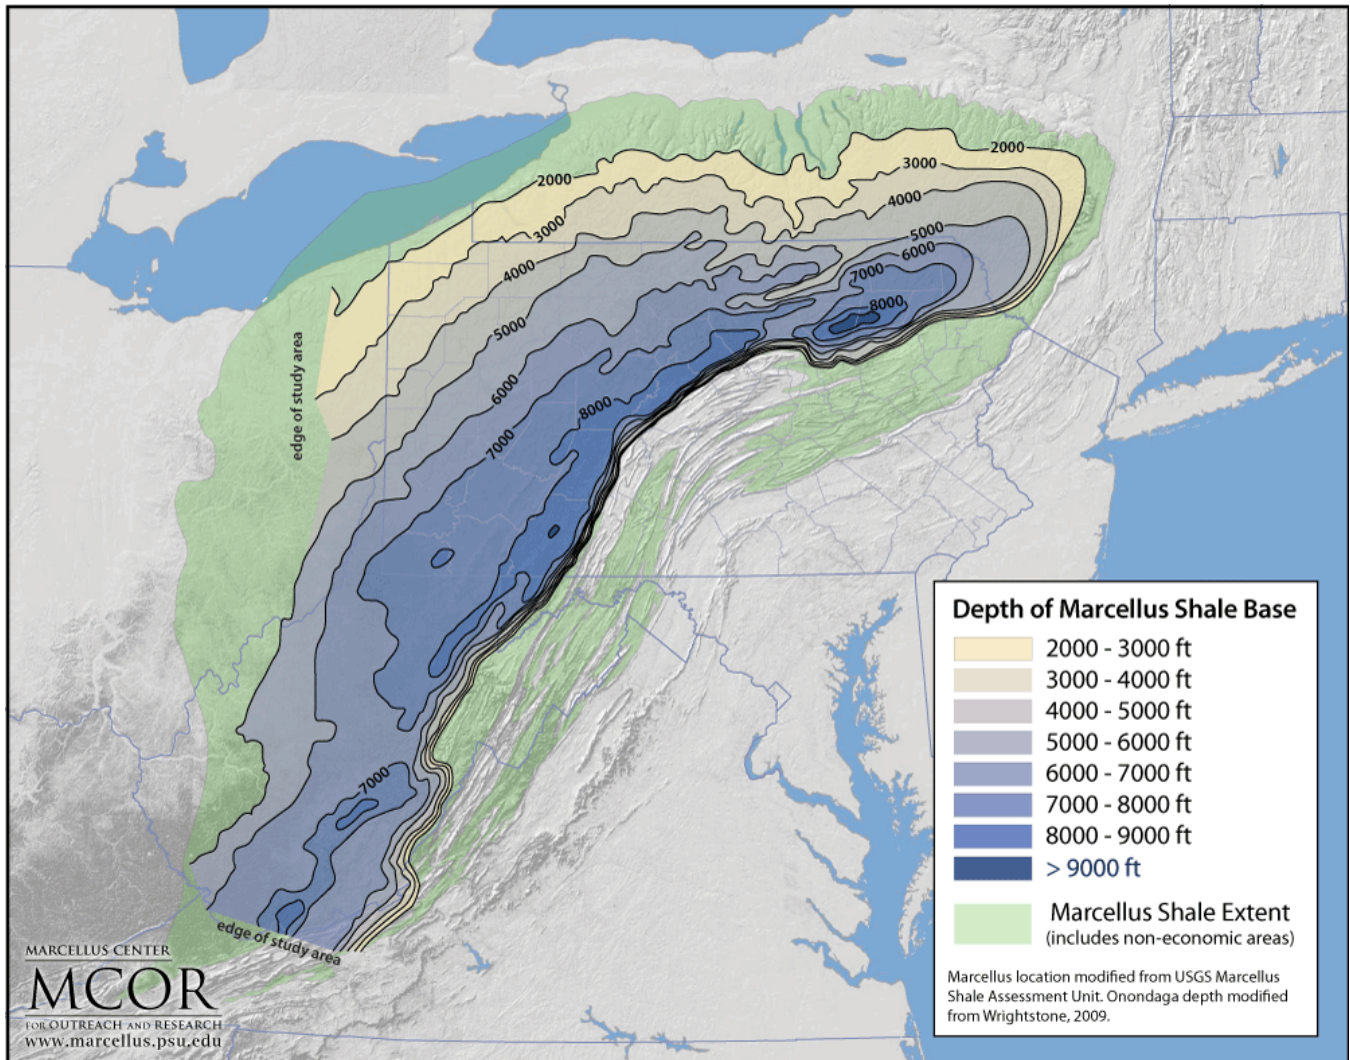 2000
3000
4000
5000
6000
7000
8000
2000
3000
4000
5000
6000
7000
8000
7000
edge of study area
edge of study area
Depth of Marcellus Shale Base
2000 - 3000 ft
3000 - 4000 ft
4000 - 5000 ft
5000 - 6000 ft
6000 - 7000 ft
7000 - 8000 ft
8000 - 9000 ft
> 9000 ft
Marcellus Shale Extent
(includes non-economic areas)
Marcellus location modified from USGS Marcellus
Shale Assessment Unit. Onondaga depth modified
from Wrightstone, 2009.
MARCELLUS CENTER
MCOR
FOR OUTREACH AND RESEARCH
www.marcellus.psu.edu